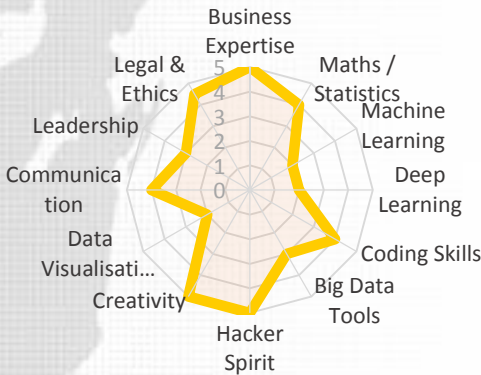 Business
Expertise
Maths /
Statistics
Machine
Learning
Deep
Learning
Coding Skills
Big Data
Tools
Hacker
Spirit
Creativity
Data
Visualisati...
Communica
tion
Leadership
Legal &
Ethics
5
4
3
2
1
0